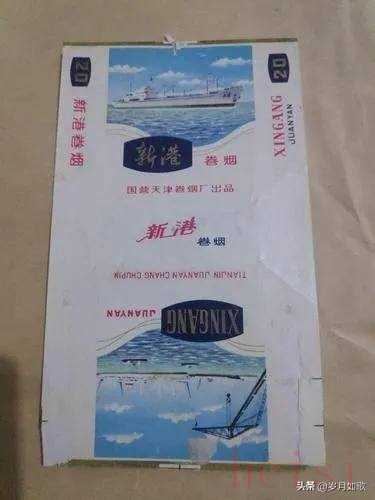 20
新港卷烟
XINGANG
JUANYAN
20
新港
卷烟
国营天津卷烟厂出品
新港
卷烟
TIANJIN JUANYAN CHANG CHUPIN
JUANYAN
XINGANG
头条 @岁月如歌